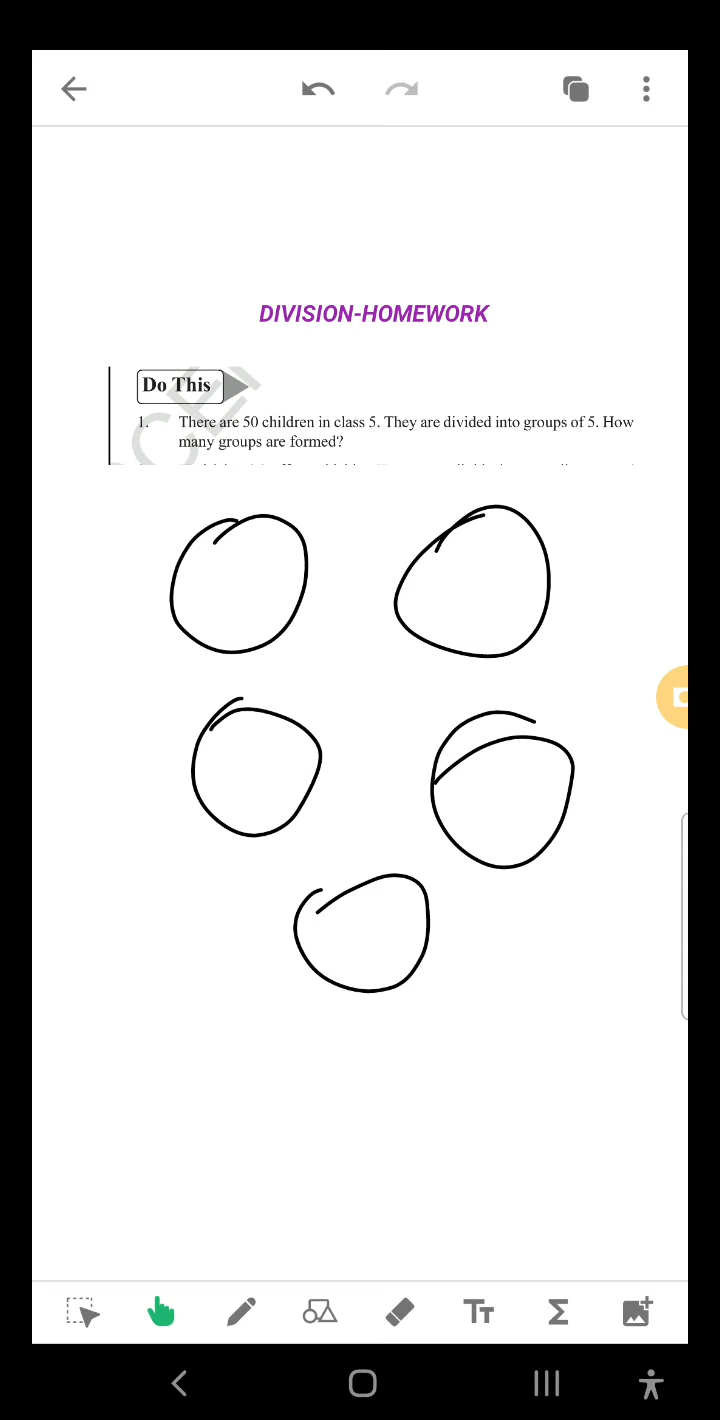 DIVISION-HOMEWORK
Do This
1. There are 50 children in class 5. They are divided into groups of 5. How
many groups are formed?